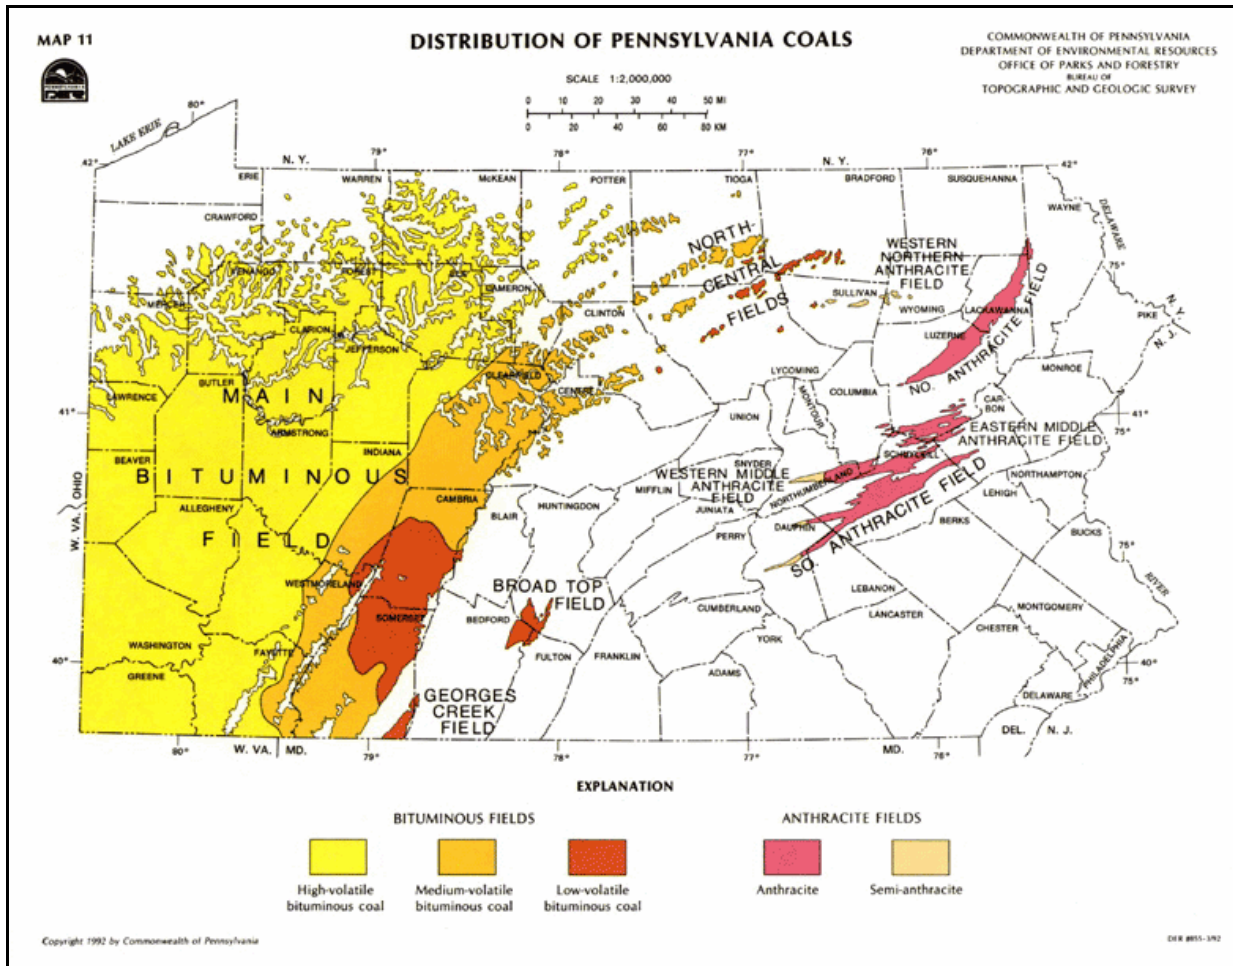 MAP 11
DISTRIBUTION OF PENNSYLVANIA COALS
COMMONWEALTH OF PENNSYLVANIA
DEPARTMENT OF ENVIRONMENTAL RESOURCES
OFFICE OF PARKS AND FORESTRY
BUREAU OF
TOPOGRAPHIC AND GEOLOGIC SURVEY
PENNSYLVANIA
SCALE 1:2,000,000
0 10 20 30 40 50 MI
0 20 40 60 80 KM
80°
LAKE ERIE
42°
N. Y.
79°
78°
77°
N. Y.
76°
42°
ERIE
WARREN
McKEAN
POTTER
TIOGA
BRADFORD
SUSQUEHANNA
WAYNE
DELAWARE
CRAWFORD
NORTH-
CENTRAL
FIELDS
WESTERN
NORTHERN
ANTHRACITE
FIELD
75°
VENANGO
FOREST
ELK
CAMERON
SULLIVAN
WYOMING
LACKAWANNA
MERCER
CLINTON
PIKE
N. Y.
N. J.
CLARION
JEFFERSON
LUZERNE
NO. ANTHRACITE FIELD
LYCOMING
MONROE
BUTLER
CLEARFIELD
CENTRE
COLUMBIA
MONTOUR
LAWRENCE
MAIN
CAR-
BON
41°
UNION
41°
75°
ARMSTRONG
EASTERN MIDDLE
ANTHRACITE FIELD
INDIANA
SCHUYLKILL
BEAVER
BITUMINOUS
SNYDER
WESTERN MIDDLE
ANTHRACITE
FIELD
NORTHUMBERLAND
MIFFLIN
NORTHAMPTON
LEHIGH
CAMBRIA
OHIO
W. VA.
ALLEGHENY
BLAIR
HUNTINGDON
JUNIATA
PERRY
DAUPHIN
BERKS
BUCKS
FIELD
75°
SO. ANTHRACITE FIELD
WESTMORELAND
BROAD TOP
FIELD
LEBANON
RIVER
SOMERSET
BEDFORD
CUMBERLAND
LANCASTER
MONTGOMERY
CHESTER
WASHINGTON
FAYETTE
YORK
PHILADELPHIA
40°
FULTON
FRANKLIN
40°
75°
GREENE
ADAMS
GEORGES
CREEK
FIELD
DELAWARE
DEL.
N. J.
80°
W. VA.
MD.
79°
78°
77°
MD.
76°
EXPLANATION
BITUMINOUS FIELDS
ANTHRACITE FIELDS
High-volatile
bituminous coal
Medium-volatile
bituminous coal
Low-volatile
bituminous coal
Anthracite
Semi-anthracite
Copyright 1992 by Commonwealth of Pennsylvania